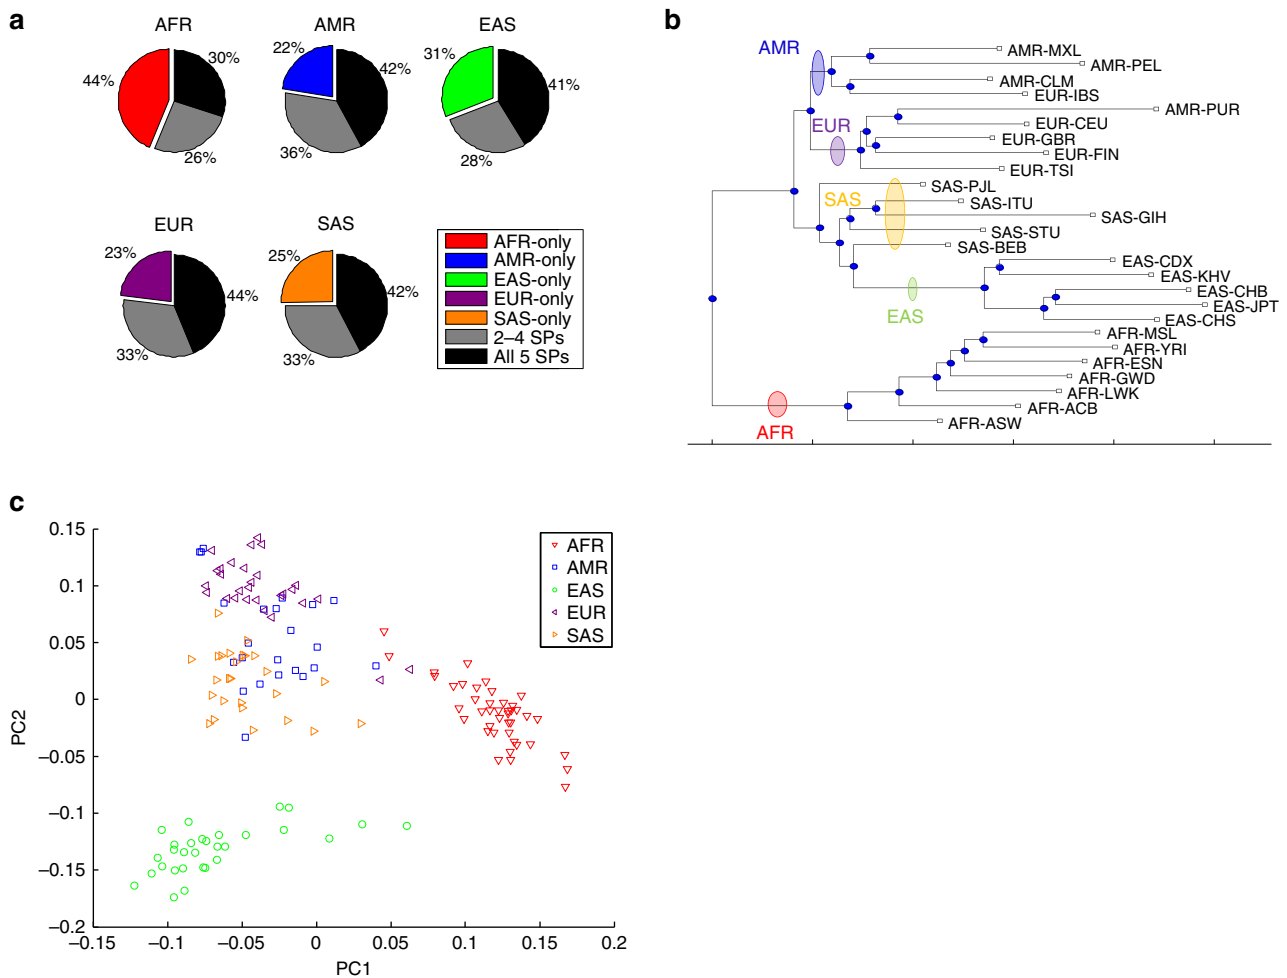 a
AFR
44%
30%
26%
AMR
22%
42%
36%
EAS
31%
41%
28%
EUR
23%
44%
33%
SAS
25%
42%
33%
AFR-only
AMR-only
EAS-only
EUR-only
SAS-only
2–4 SPs
All 5 SPs
b
AMR
EUR
SAS
EAS
AFR
AMR-MXL
AMR-PEL
AMR-CLM
EUR-IBS
AMR-PUR
EUR-CEU
EUR-GBR
EUR-FIN
EUR-TSI
SAS-PJL
SAS-ITU
SAS-GIH
SAS-STU
SAS-BEB
EAS-CDX
EAS-KHV
EAS-CHB
EAS-JPT
EAS-CHS
AFR-MSL
AFR-YRI
AFR-ESN
AFR-GWD
AFR-LWK
AFR-ACB
AFR-ASW
c
0.15
0.1
0.05
0
−0.05
−0.1
−0.15
−0.2
PC2
−0.15
−0.1
−0.05
0
0.05
0.1
0.15
0.2
PC1
AFR
AMR
EAS
EUR
SAS